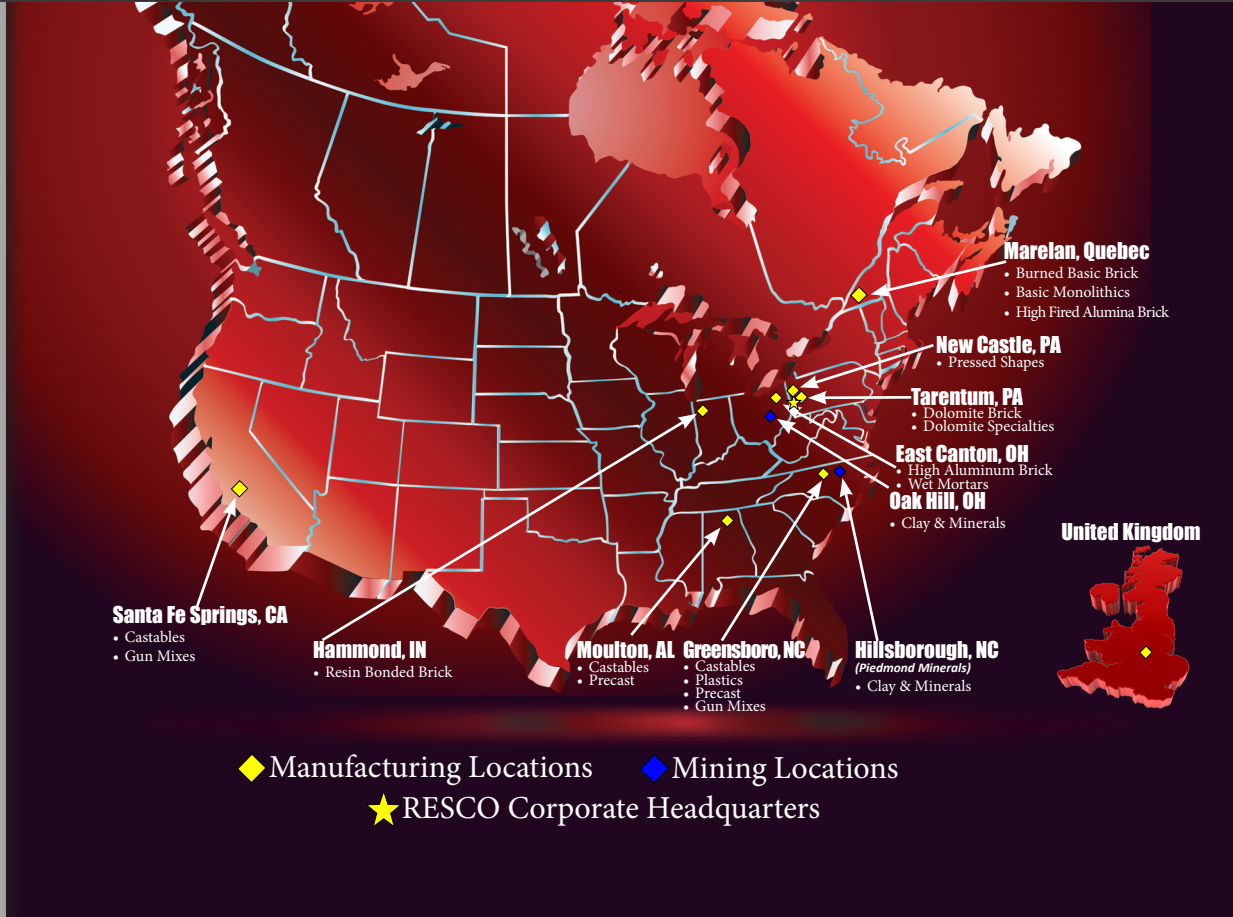 Marelan, Quebec
• Burned Basic Brick
• Basic Monolithics
• High Fired Alumina Brick
New Castle, PA
• Pressed Shapes
Tarentum, PA
• Dolomite Brick
• Dolomite Specialties
East Canton, OH
• High Aluminum Brick
• Wet Mortars
Oak Hill, OH
• Clay & Minerals
United Kingdom
Santa Fe Springs, CA
• Castables
• Gun Mixes
Hammond, IN
• Resin Bonded Brick
Moulton, AL
• Castables
• Precast
Greensboro, NC
• Castables
• Plastics
• Precast
• Gun Mixes
Hillsborough, NC
(Piedmond Minerals)
• Clay & Minerals
Manufacturing Locations
Mining Locations
RESCO Corporate Headquarters